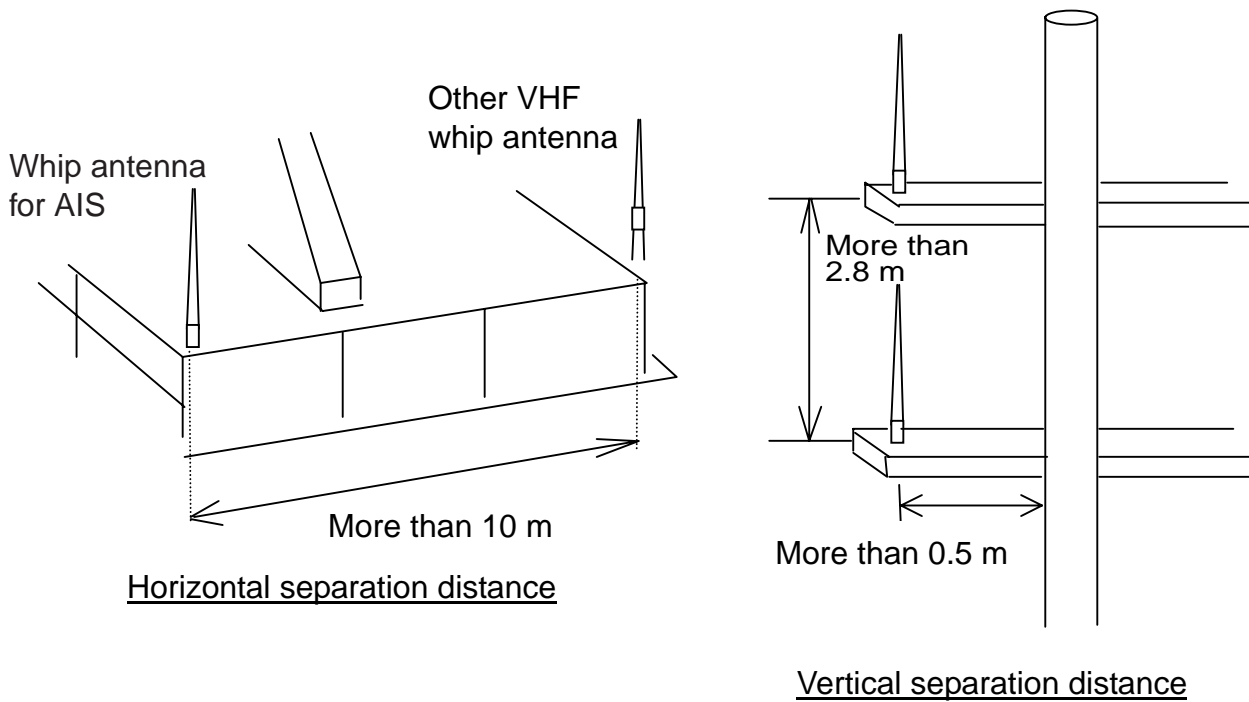 Other VHF
whip antenna
Whip antenna
for AIS
More than 10 m
Horizontal separation distance
More than
2.8 m
More than 0.5 m
Vertical separation distance